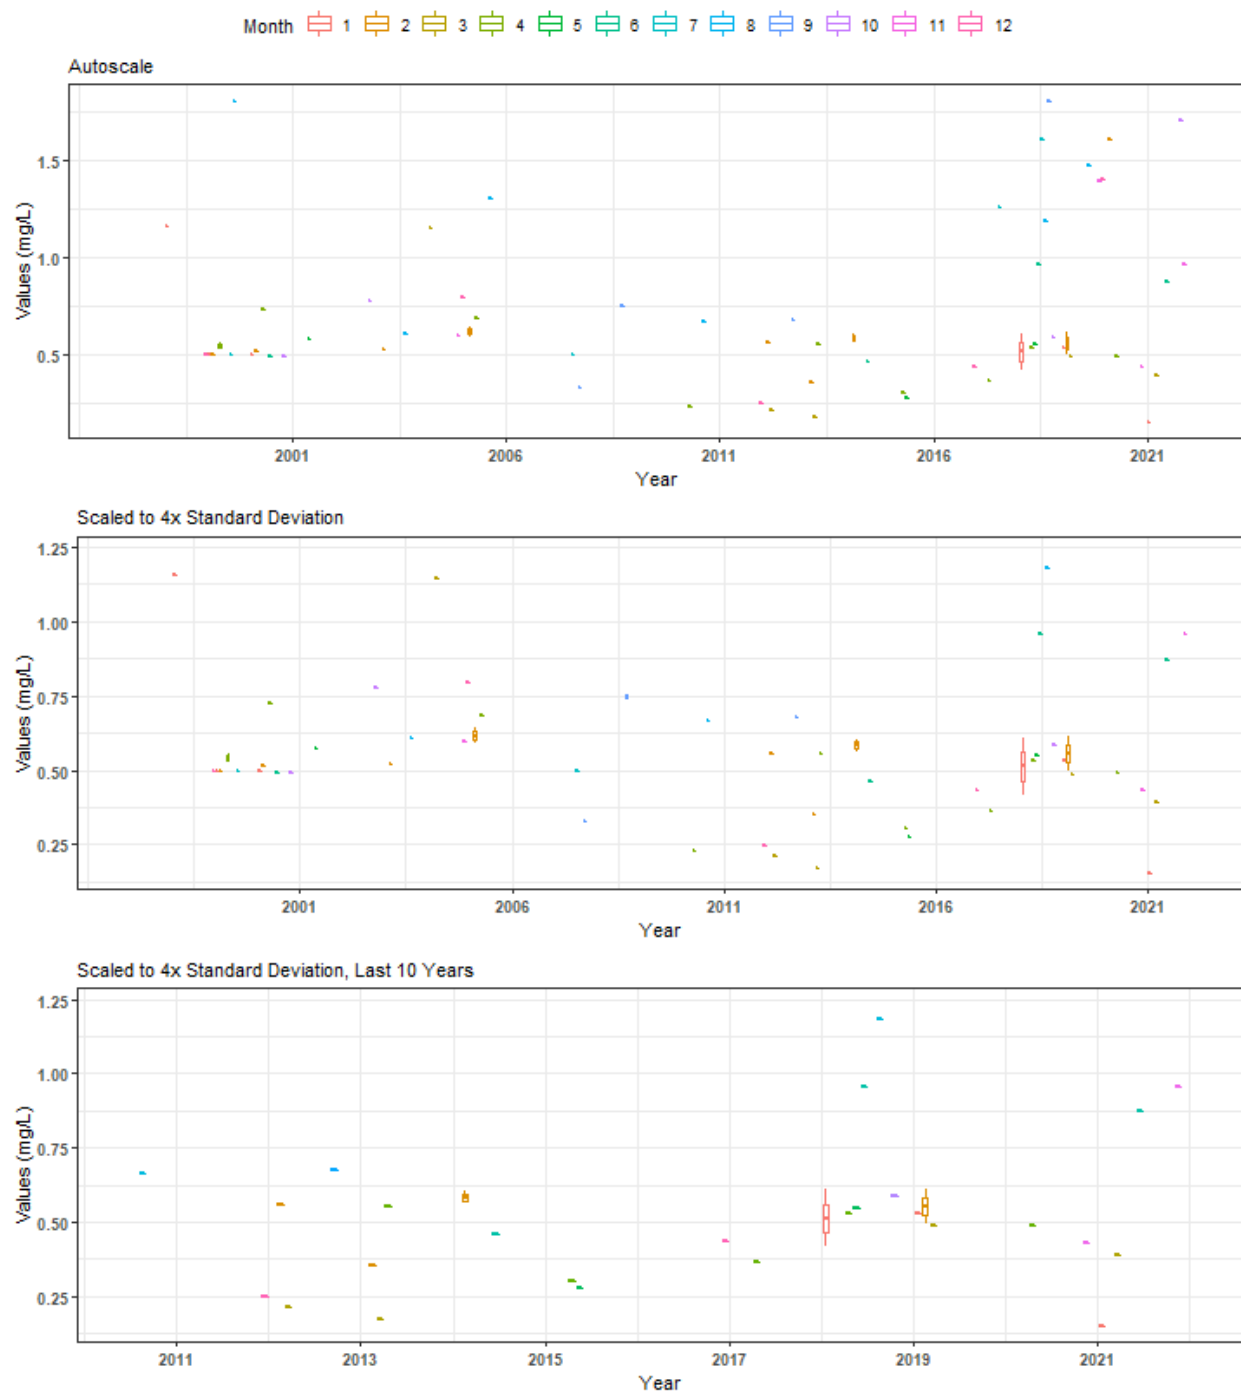 Month 1 2 3 4 5 6 7 8 9 10 11 12
Autoscale
1.5
1.0
0.5
Values (mg/L)
2001 2006 2011 2016 2021
Year
Scaled to 4x Standard Deviation
1.25
1.00
0.75
0.50
0.25
Values (mg/L)
2001 2006 2011 2016 2021
Year
Scaled to 4x Standard Deviation, Last 10 Years
1.25
1.00
0.75
0.50
0.25
Values (mg/L)
2011 2013 2015 2017 2019 2021
Year